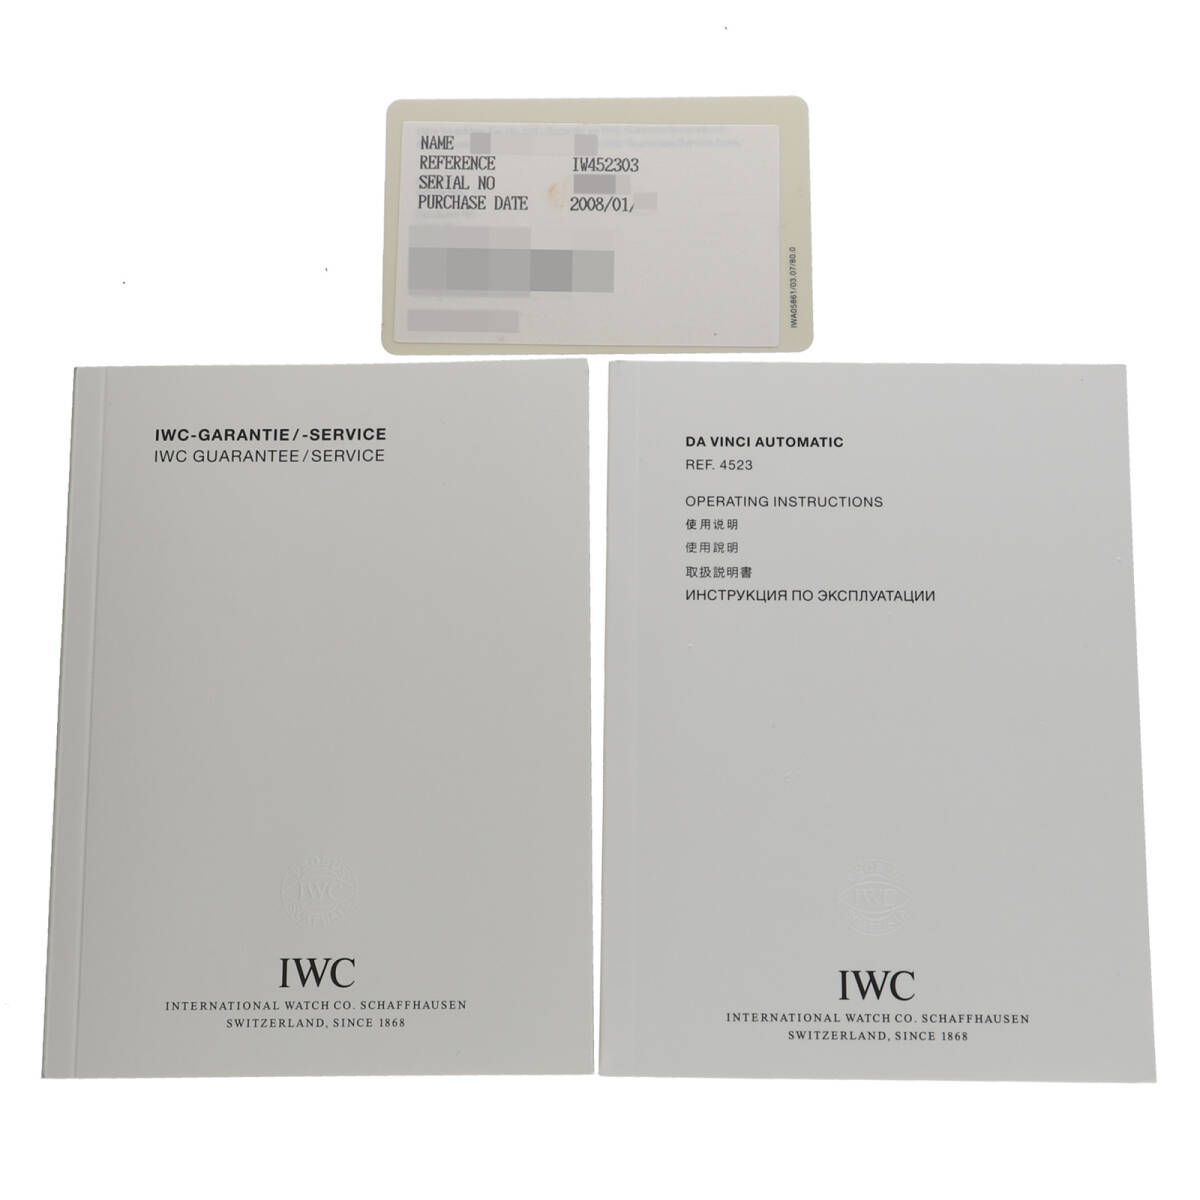 NAME
REFERENCE IW452303
SERIAL NO
PURCHASE DATE 2008/01/
IWA05861/03.07/80.0
IWC-GARANTIE/-SERVICE
IWC GUARANTEE/SERVICE
IWC
IWC
INTERNATIONAL WATCH CO. SCHAFFHAUSEN
SWITZERLAND, SINCE 1868
DA VINCI AUTOMATIC
REF. 4523
OPERATING INSTRUCTIONS
使用说明
使用說明
取扱説明書
ИНСТРУКЦИЯ ПО ЭКСПЛУАТАЦИИ
IWC
IWC
INTERNATIONAL WATCH CO. SCHAFFHAUSEN
SWITZERLAND, SINCE 1868